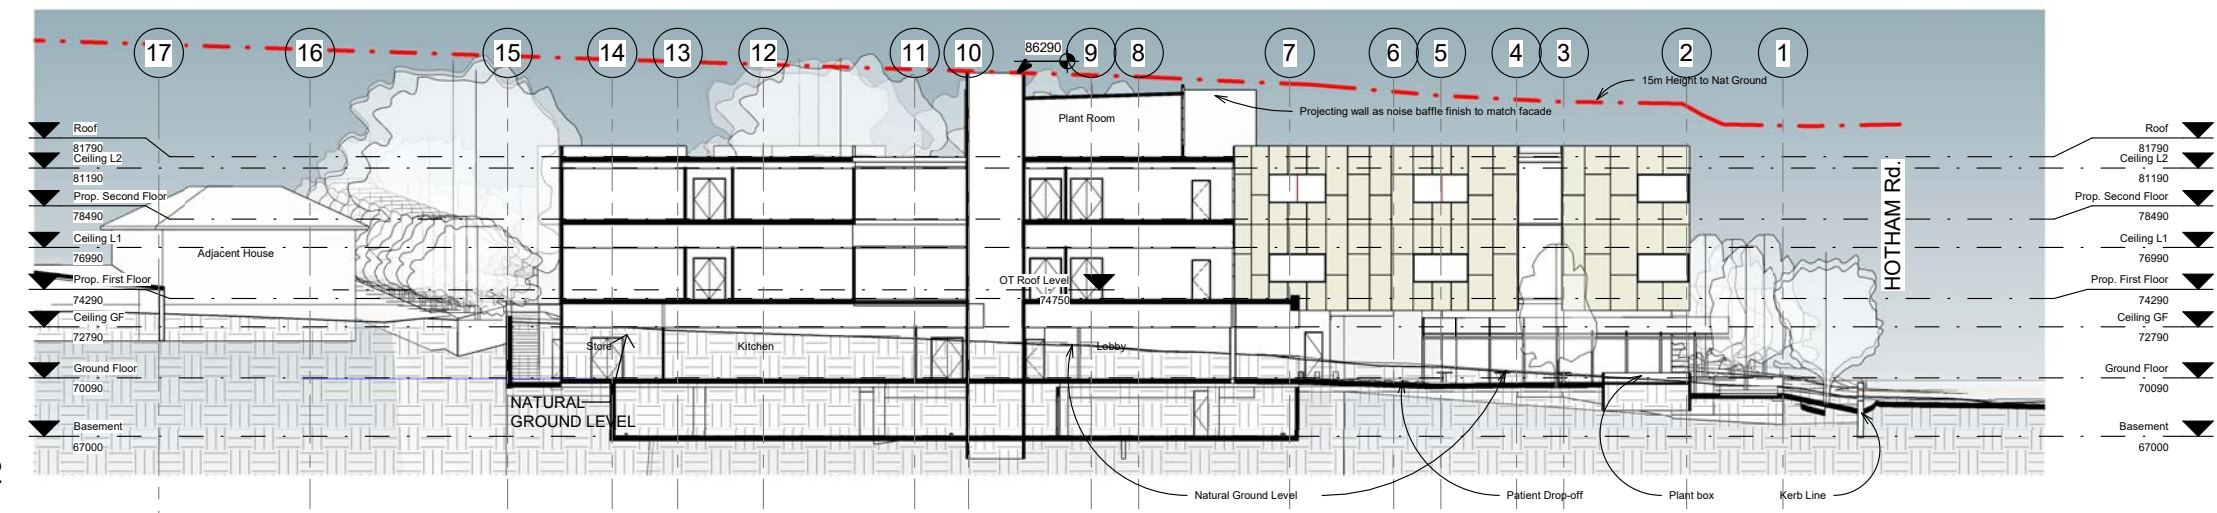 17 16 15 14 13 12 11 10 9 8 7 6 5 4 3 2 1
86290
15m Height to Nat Ground
Projecting wall as noise baffle finish to match facade
Plant Room
Roof
81790
Ceiling L2
81190
Prop. Second Floor
78490
Ceiling L1
76990
Prop. First Floor
74290
Ceiling GF
72790
Ground Floor
70090
Basement
67000
Adjacent House
OT Roof Level
74750
Store
Kitchen
Lobby
NATURAL
GROUND LEVEL
Natural Ground Level
Patient Drop-off
Plant box
Kerb Line
HOTHAM Rd.
Roof
81790
Ceiling L2
81190
Prop. Second Floor
78490
Ceiling L1
76990
Prop. First Floor
74290
Ceiling GF
72790
Ground Floor
70090
Basement
67000